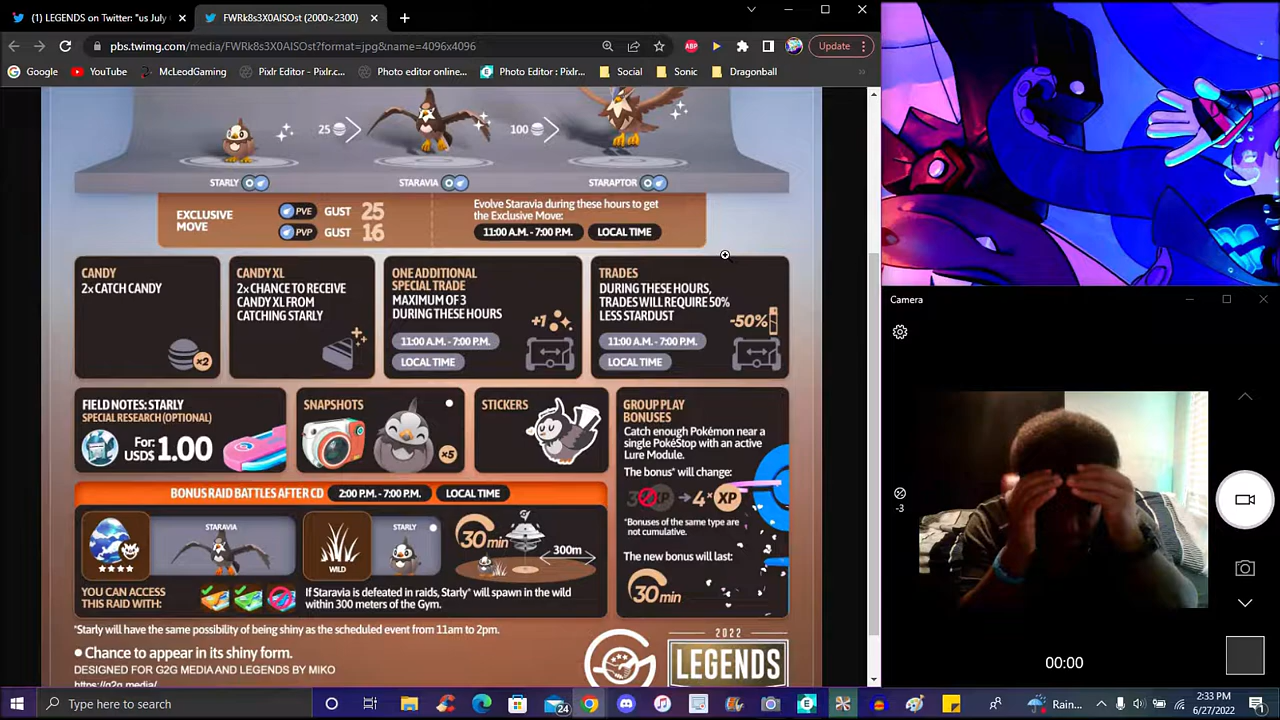 (1) LEGENDS on Twitter: "us July
FWRk8s3X0AISOst (2000×2300)
pbs.twimg.com/media/FWRk8s3X0AISOst?format=jpg&name=4096x4096
ABP
Update
Google
YouTube
McLeodGaming
Pixlr Editor - Pixlr.c...
Photo editor online...
Photo Editor : Pixlr...
Social
Sonic
Dragonball
»
25
100
STARLY
STARAVIA
STARAPTOR
EXCLUSIVE
MOVE
PVE GUST 25
PVP GUST 16
Evolve Staravia during these hours to get
the Exclusive Move:
11:00 A.M. - 7:00 P.M.
LOCAL TIME
CANDY
2× CATCH CANDY
×2
CANDY XL
2× CHANCE TO RECEIVE
CANDY XL FROM
CATCHING STARLY
ONE ADDITIONAL
SPECIAL TRADE
MAXIMUM OF 3
DURING THESE HOURS
+1
11:00 A.M. - 7:00 P.M.
LOCAL TIME
TRADES
DURING THESE HOURS,
TRADES WILL REQUIRE 50%
LESS STARDUST
-50%
11:00 A.M. - 7:00 P.M.
LOCAL TIME
FIELD NOTES: STARLY
SPECIAL RESEARCH (OPTIONAL)
For:
USD$ 1.00
SNAPSHOTS
×5
STICKERS
GROUP PLAY
BONUSES
Catch enough Pokémon near a
single PokéStop with an active
Lure Module.
The bonus* will change:
4× XP
*Bonuses of the same type are
not cumulative.
The new bonus will last:
30 min
BONUS RAID BATTLES AFTER CD
2:00 P.M. - 7:00 P.M.
LOCAL TIME
STARAVIA
WILD
STARLY
30 min
300m
YOU CAN ACCESS
THIS RAID WITH:
If Staravia is defeated in raids, Starly* will spawn in the wild
within 300 meters of the Gym.
*Starly will have the same possibility of being shiny as the scheduled event from 11am to 2pm.
Chance to appear in its shiny form.
DESIGNED FOR G2G MEDIA AND LEGENDS BY MIKO
https://g2g.media/
2022
LEGENDS
Camera
-3
00:00
Type here to search
24
Rain...
2:33 PM
6/27/2022